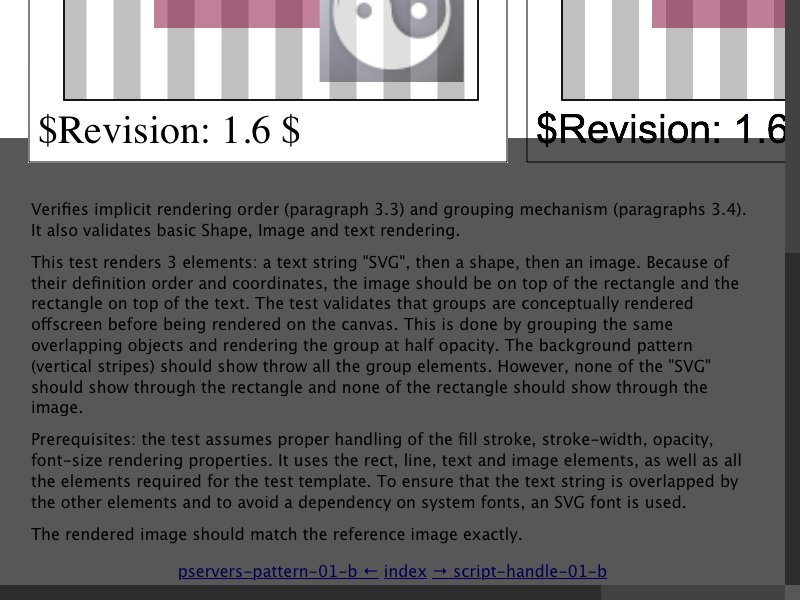 $Revision: 1.6 $
$Revision: 1.6
Verifies implicit rendering order (paragraph 3.3) and grouping mechanism (paragraphs 3.4).
It also validates basic Shape, Image and text rendering.
This test renders 3 elements: a text string "SVG", then a shape, then an image. Because of
their definition order and coordinates, the image should be on top of the rectangle and the
rectangle on top of the text. The test validates that groups are conceptually rendered
offscreen before being rendered on the canvas. This is done by grouping the same
overlapping objects and rendering the group at half opacity. The background pattern
(vertical stripes) should show throw all the group elements. However, none of the "SVG"
should show through the rectangle and none of the rectangle should show through the
image.
Prerequisites: the test assumes proper handling of the fill stroke, stroke-width, opacity,
font-size rendering properties. It uses the rect, line, text and image elements, as well as all
the elements required for the test template. To ensure that the text string is overlapped by
the other elements and to avoid a dependency on system fonts, an SVG font is used.
The rendered image should match the reference image exactly.
pservers-pattern-01-b ← index → script-handle-01-b